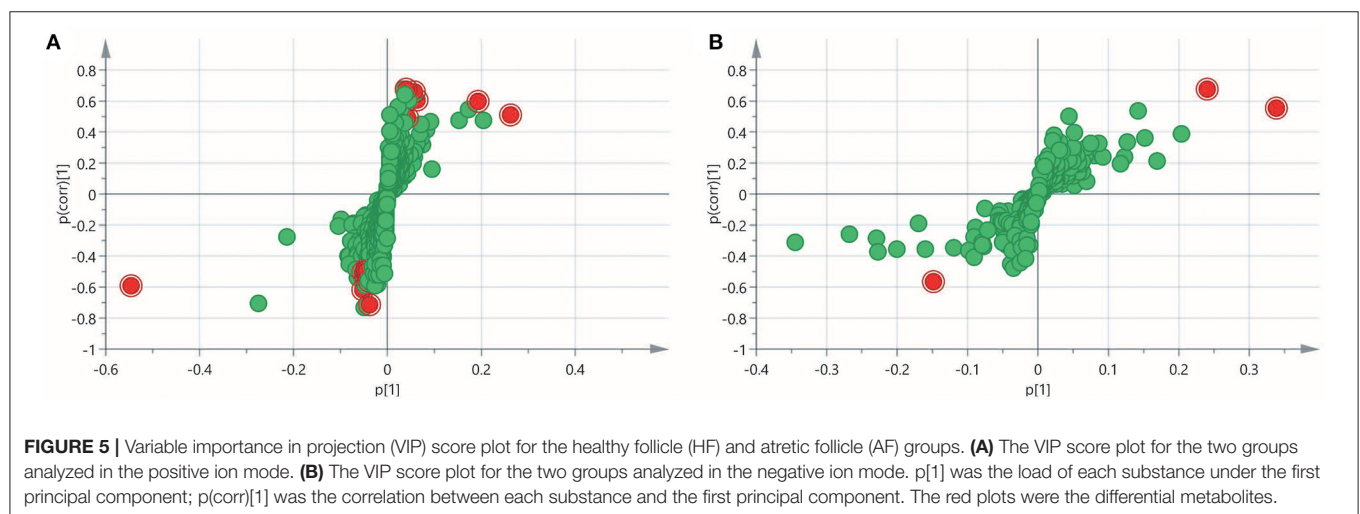 A
p(corr)[1]
0.8
0.6
0.4
0.2
0
-0.2
-0.4
-0.6
-0.8
-1
-0.6 -0.4 -0.2 0 0.2 0.4
p[1]
B
p(corr)[1]
0.8
0.6
0.4
0.2
0
-0.2
-0.4
-0.6
-0.8
-1
-0.4 -0.3 -0.2 -0.1 0 0.1 0.2 0.3
p[1]
FIGURE 5 | Variable importance in projection (VIP) score plot for the healthy follicle (HF) and atretic follicle (AF) groups. (A) The VIP score plot for the two groups
analyzed in the positive ion mode. (B) The VIP score plot for the two groups analyzed in the negative ion mode. p[1] was the load of each substance under the first
principal component; p(corr)[1] was the correlation between each substance and the first principal component. The red plots were the differential metabolites.